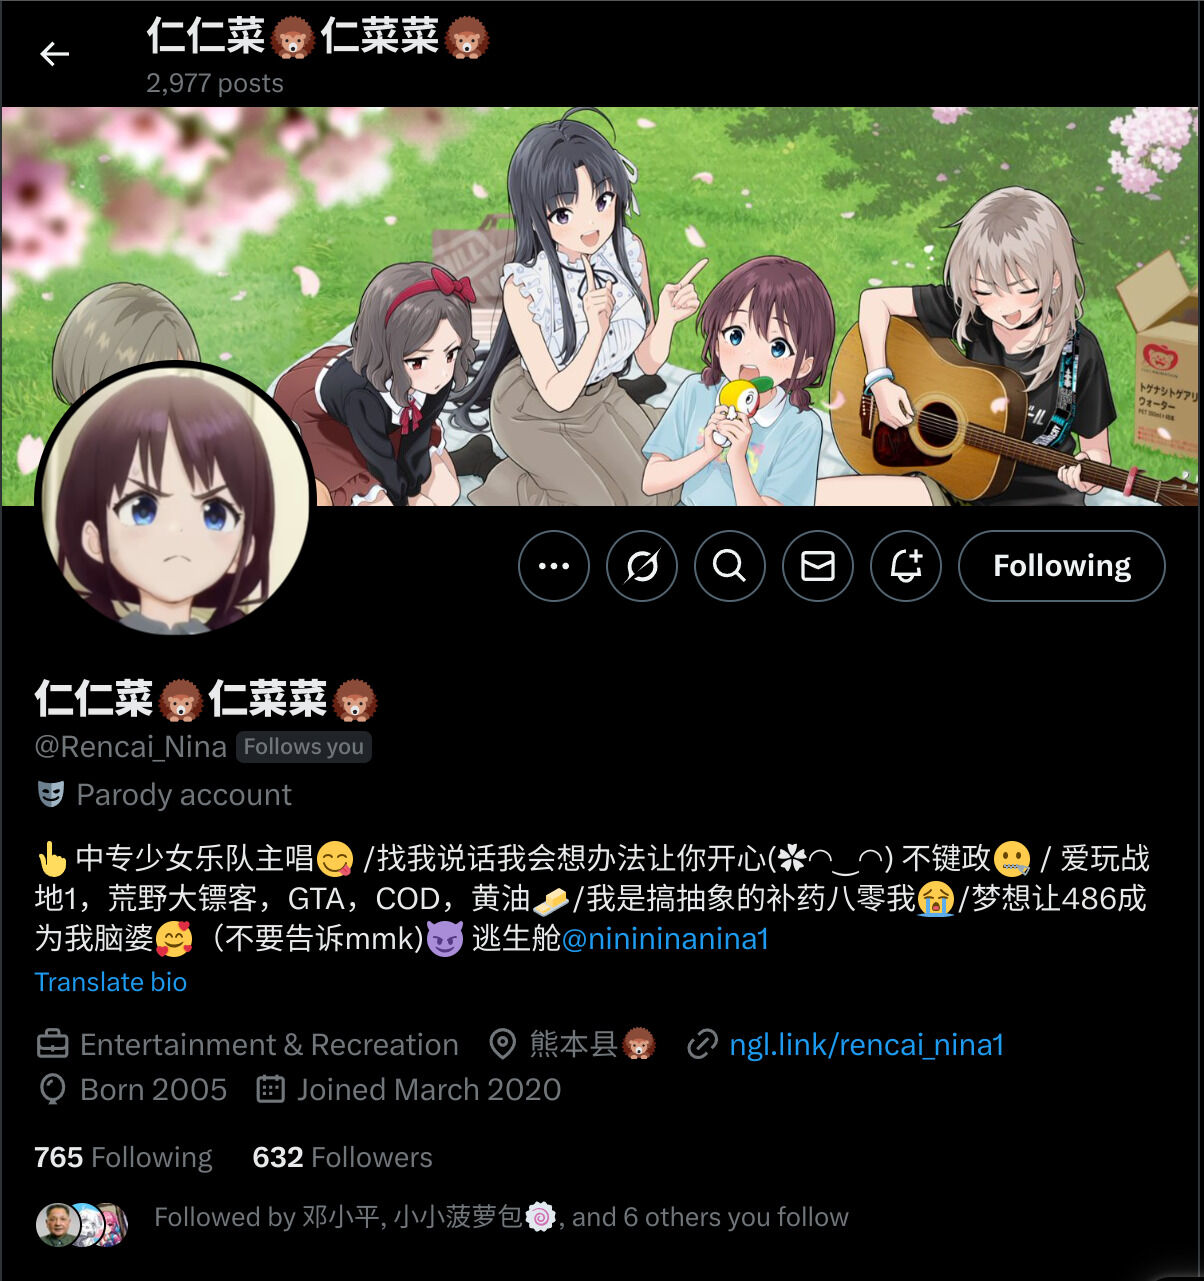 仁仁菜🦔仁菜菜🦔
2,977 posts
トゲナシトゲアリ
ウォーター
Following
仁仁菜🦔仁菜菜🦔
@Rencai_Nina Follows you
Parody account
👆中专少女乐队主唱😋 /找我说话我会想办法让你开心(✽◠‿◠) 不键政🤐 / 爱玩战
地1，荒野大镖客，GTA，COD，黄油🧈/我是搞抽象的补药八零我😭/梦想让486成
为我脑婆🥰（不要告诉mmk)😈 逃生舱@ninininanina1
Translate bio
Entertainment & Recreation 熊本县🦔 ngl.link/rencai_nina1
Born 2005 Joined March 2020
765 Following 632 Followers
Followed by 邓小平, 小小菠萝包🍥, and 6 others you follow